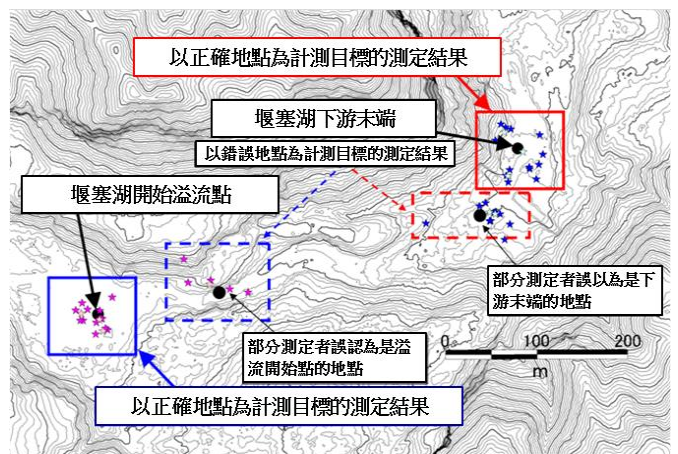 以正確地點為計測目標的測定結果
堰塞湖下游末端
以錯誤地點為計測目標的測定結果
堰塞湖開始溢流點
部分測定者誤以為是下
游末端的地點
部分測定者誤認為是溢
流開始點的地點
0 100 200
m
以正確地點為計測目標的測定結果